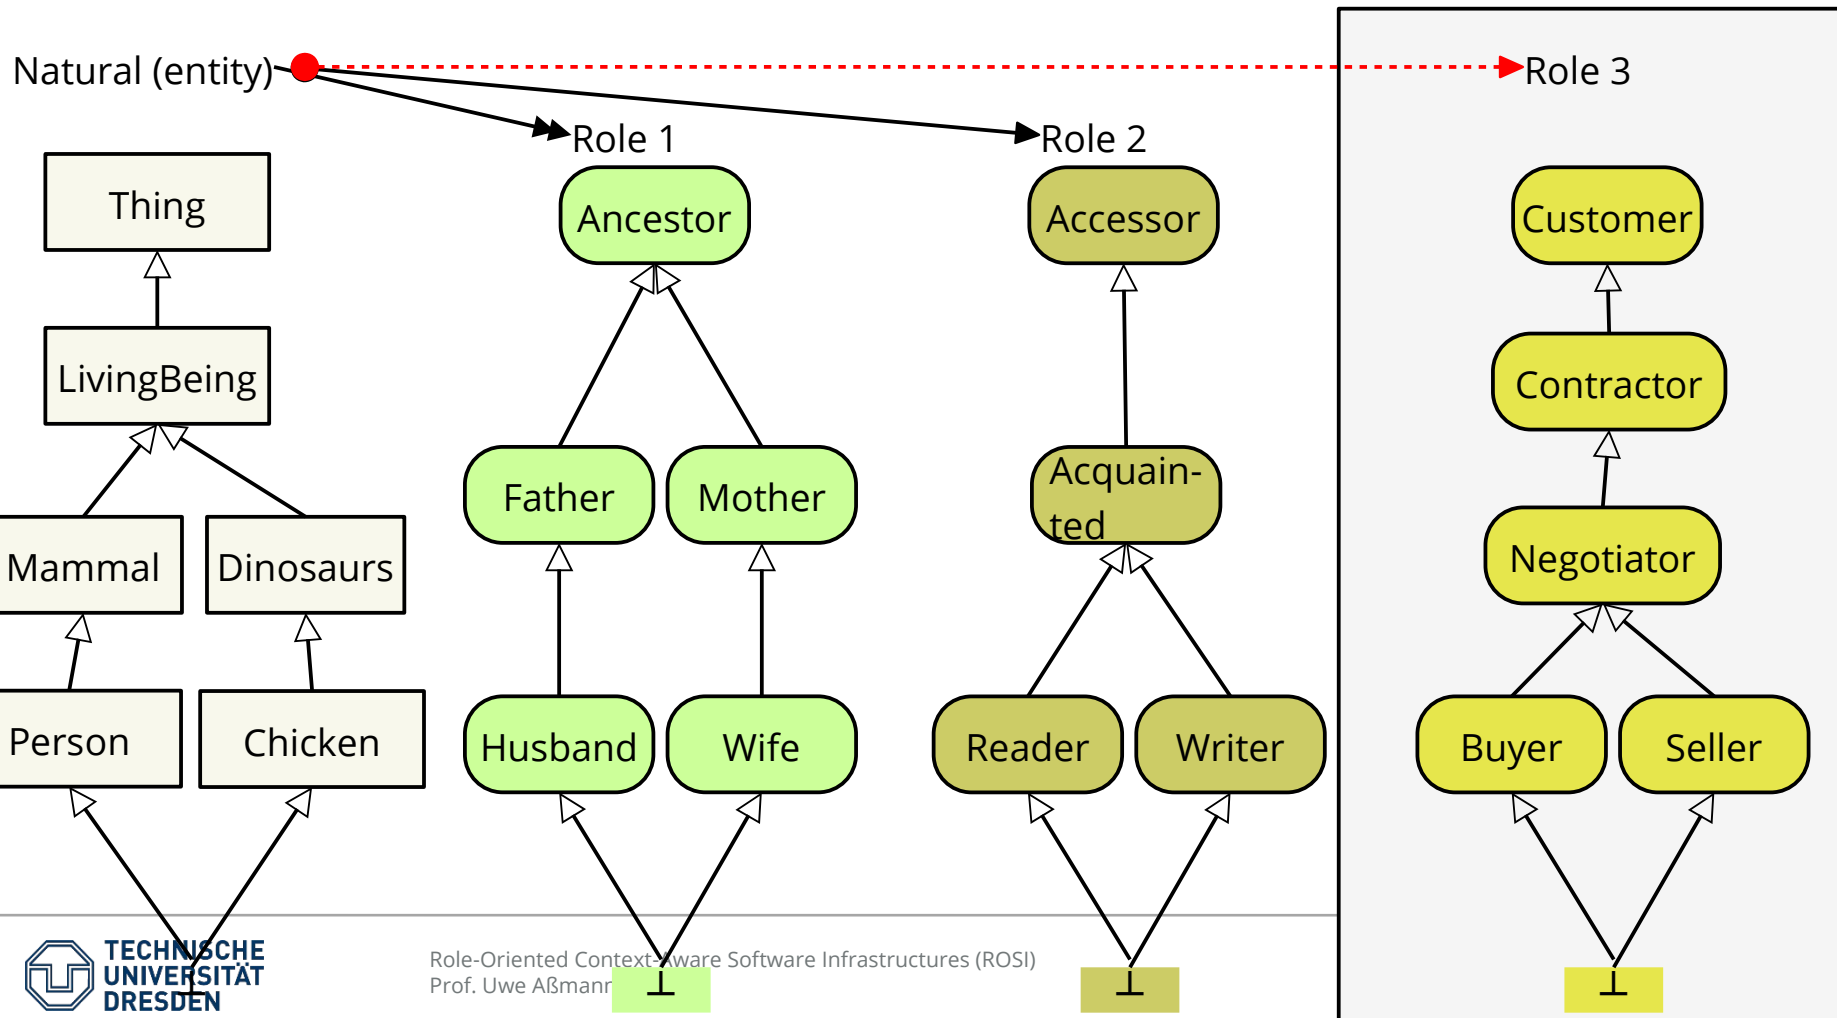 Natural (entity)
Role 3
Role 1
Role 2
Thing
Ancestor
Accessor
Customer
LivingBeing
Contractor
Father
Mother
Acquain-
ted
Mammal
Dinosaurs
Negotiator
Person
Chicken
Husband
Wife
Reader
Writer
Buyer
Seller
TECHNISCHE
UNIVERSITÄT
DRESDEN
Role-Oriented Context-Aware Software Infrastructures (ROSI)
Prof. Uwe Aßmann
⊥
⊥
⊥
⊥